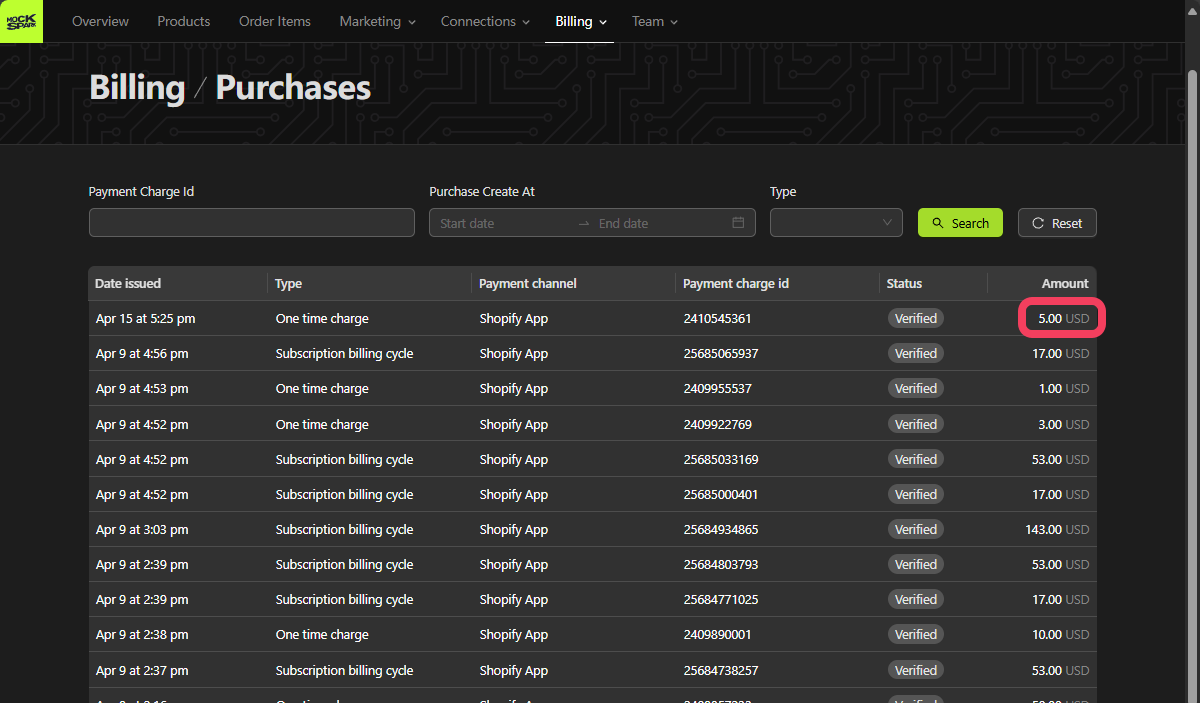 MOCK SPARK
Overview Products Order Items Marketing Connections Billing Team
Billing / Purchases
Payment Charge Id Purchase Create At Type
Start date → End date Search Reset
Date issued Type Payment channel Payment charge id Status Amount
Apr 15 at 5:25 pm One time charge Shopify App 2410545361 Verified 5.00 USD
Apr 9 at 4:56 pm Subscription billing cycle Shopify App 25685065937 Verified 17.00 USD
Apr 9 at 4:53 pm One time charge Shopify App 2409955537 Verified 1.00 USD
Apr 9 at 4:52 pm One time charge Shopify App 2409922769 Verified 3.00 USD
Apr 9 at 4:52 pm Subscription billing cycle Shopify App 25685033169 Verified 53.00 USD
Apr 9 at 4:52 pm Subscription billing cycle Shopify App 25685000401 Verified 17.00 USD
Apr 9 at 3:03 pm Subscription billing cycle Shopify App 25684934865 Verified 143.00 USD
Apr 9 at 2:39 pm Subscription billing cycle Shopify App 25684803793 Verified 53.00 USD
Apr 9 at 2:39 pm Subscription billing cycle Shopify App 25684771025 Verified 17.00 USD
Apr 9 at 2:38 pm One time charge Shopify App 2409890001 Verified 10.00 USD
Apr 9 at 2:37 pm Subscription billing cycle Shopify App 25684738257 Verified 53.00 USD